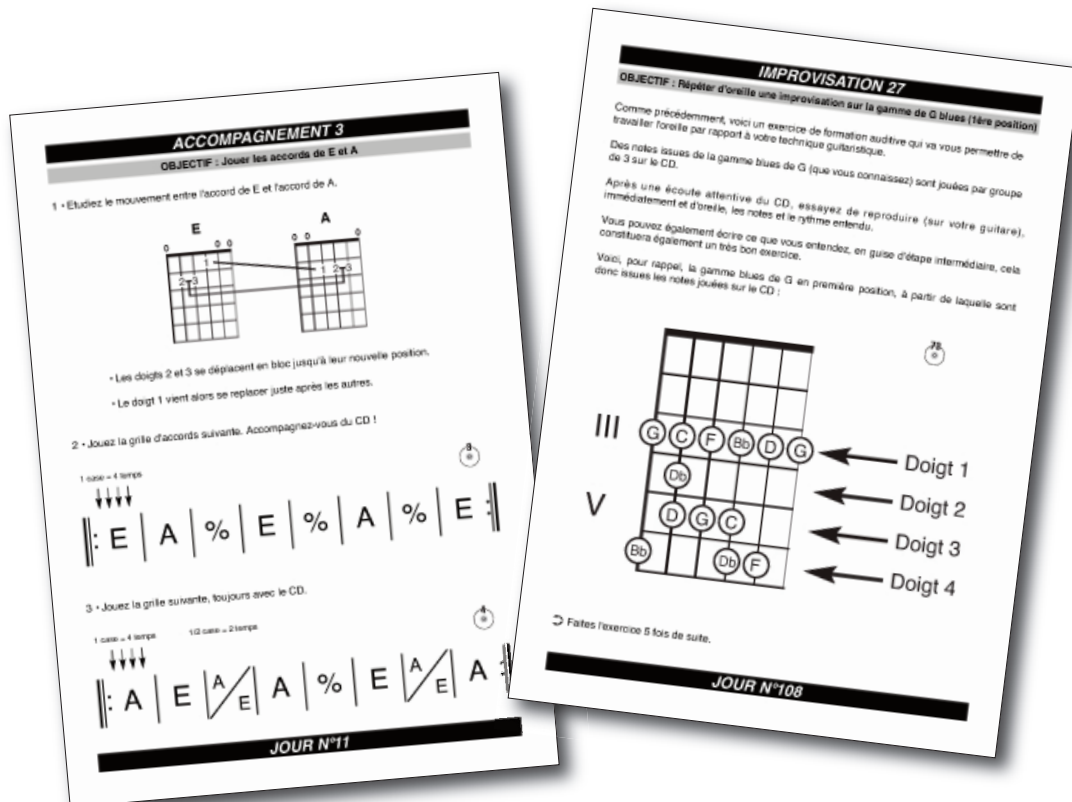 ACCOMPAGNEMENT 3
OBJECTIF : Jouer les accords de E et A
1 • Etudiez le mouvement entre l'accord de E et l'accord de A.
E
A
0 0 0
0 0 0
1
2 3
1 2 3
• Les doigts 2 et 3 se déplacent en bloc jusqu'à leur nouvelle position.
• Le doigt 1 vient alors se replacer juste après les autres.
2 • Jouez la grille d'accords suivante. Accompagnez-vous du CD !
3
1 case = 4 temps
E A % E % A % E
3 • Jouez la grille suivante, toujours avec le CD.
4
1 case = 4 temps 1/2 case = 2 temps
A E A/E A % E A/E A
JOUR N°11
IMPROVISATION 27
OBJECTIF : Répéter d'oreille une improvisation sur la gamme de G blues (1ère position)
Comme précédemment, voici un exercice de formation auditive qui va vous permettre de
travailler l'oreille par rapport à votre technique guitaristique.
Des notes issues de la gamme blues de G (que vous connaissez) sont jouées par groupe
de 3 sur le CD.
Après une écoute attentive du CD, essayez de reproduire (sur votre guitare),
immédiatement et d'oreille, les notes et le rythme entendu.
Vous pouvez également écrire ce que vous entendez, en guise d'étape intermédiaire, cela
constituera également un très bon exercice.
Voici, pour rappel, la gamme blues de G en première position, à partir de laquelle sont
donc issues les notes jouées sur le CD :
78
III G C F Bb D G Doigt 1
Db Doigt 2
V D G C Doigt 3
Bb Db F Doigt 4
Faites l'exercice 5 fois de suite.
JOUR N°108